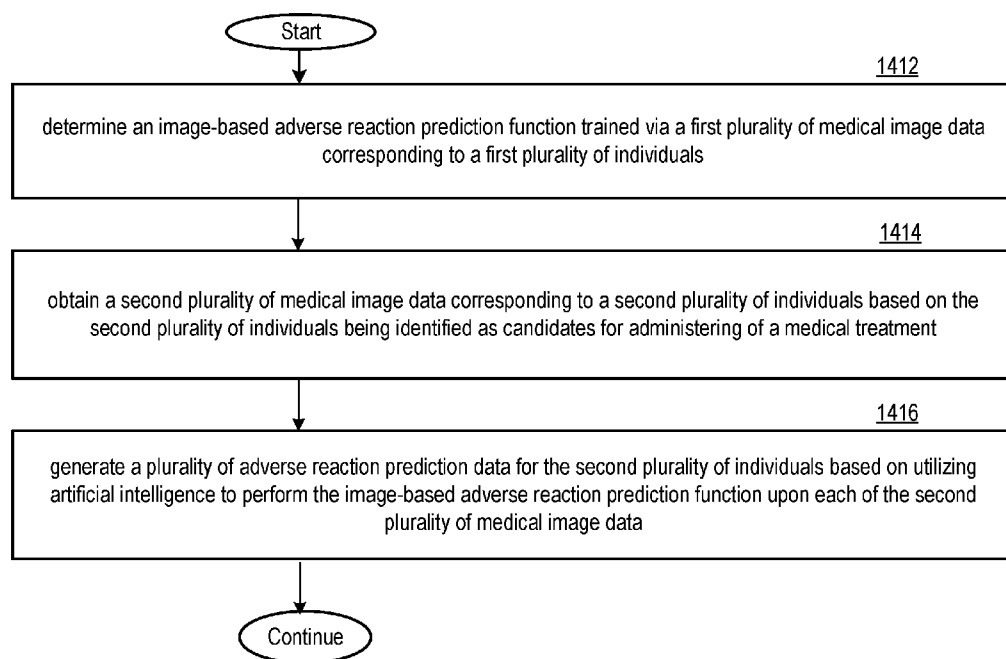 Start
1412
determine an image-based adverse reaction prediction function trained via a first plurality of medical image data
corresponding to a first plurality of individuals
1414
obtain a second plurality of medical image data corresponding to a second plurality of individuals based on the
second plurality of individuals being identified as candidates for administering of a medical treatment
1416
generate a plurality of adverse reaction prediction data for the second plurality of individuals based on utilizing
artificial intelligence to perform the image-based adverse reaction prediction function upon each of the second
plurality of medical image data
Continue